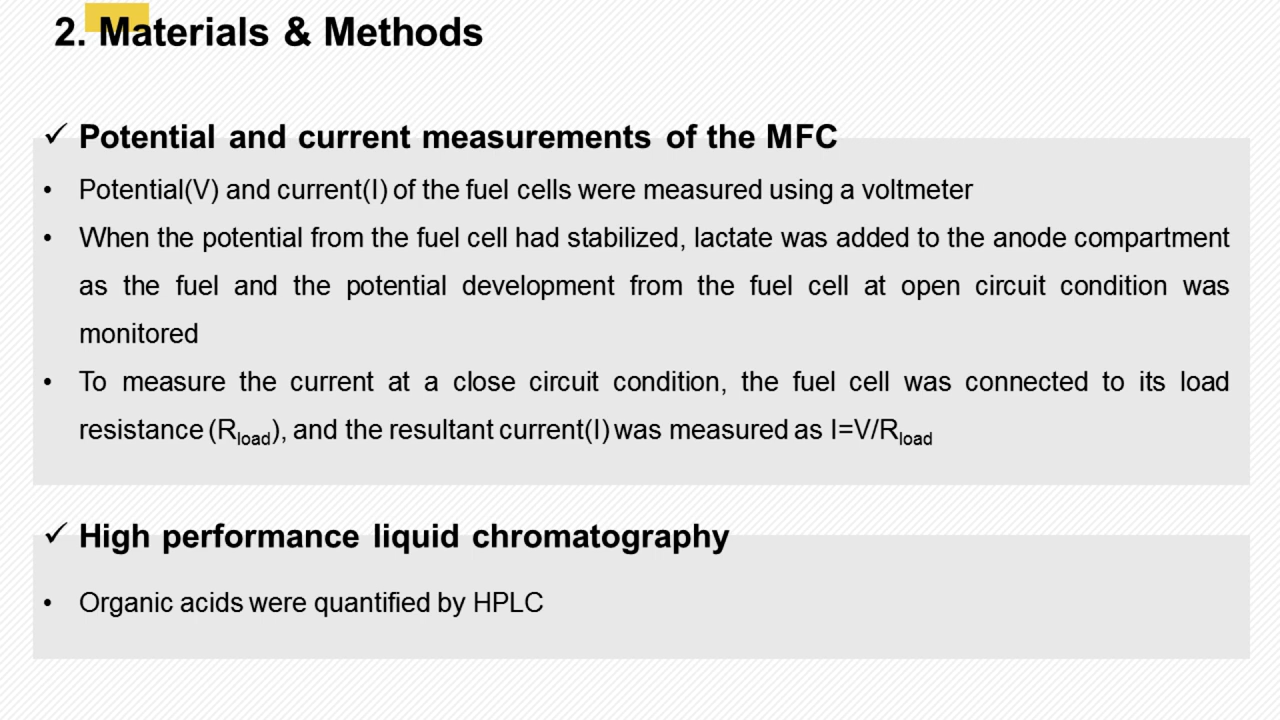 2. Materials & Methods
✓ Potential and current measurements of the MFC
• Potential(V) and current(I) of the fuel cells were measured using a voltmeter
• When the potential from the fuel cell had stabilized, lactate was added to the anode compartment
as the fuel and the potential development from the fuel cell at open circuit condition was
monitored
• To measure the current at a close circuit condition, the fuel cell was connected to its load
resistance (Rload), and the resultant current(I) was measured as I=V/Rload
✓ High performance liquid chromatography
• Organic acids were quantified by HPLC